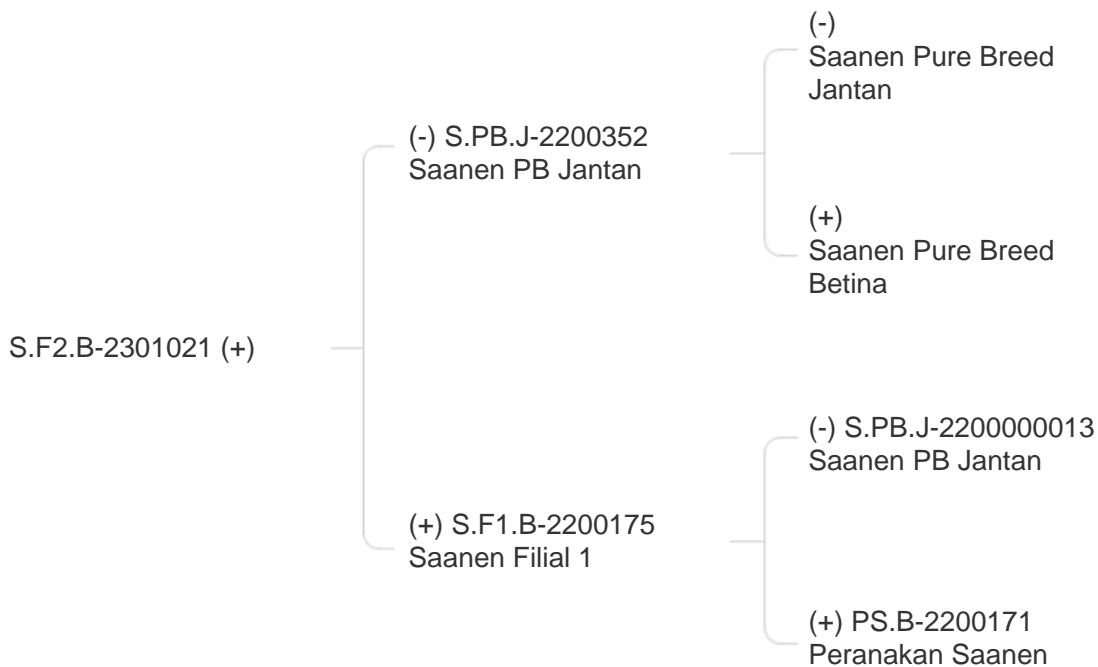 (-)
Saanen Pure Breed
Jantan
(-) S.PB.J-2200352
Saanen PB Jantan
(+)
Saanen Pure Breed
Betina
S.F2.B-2301021 (+)
(-) S.PB.J-2200000013
Saanen PB Jantan
(+) S.F1.B-2200175
Saanen Filial 1
(+) PS.B-2200171
Peranakan Saanen